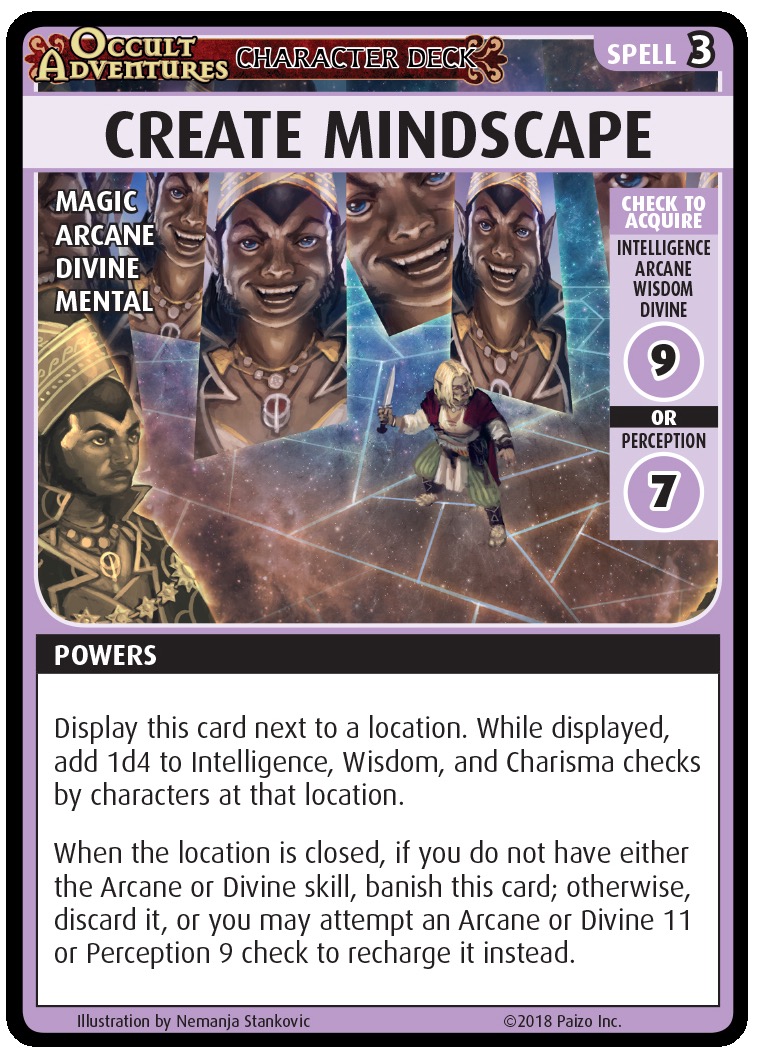 OCCULT ADVENTURES CHARACTER DECK
SPELL 3
CREATE MINDSCAPE
MAGIC
ARCANE
DIVINE
MENTAL
CHECK TO
ACQUIRE
INTELLIGENCE
ARCANE
WISDOM
DIVINE
9
OR
PERCEPTION
7
POWERS
Display this card next to a location. While displayed,
add 1d4 to Intelligence, Wisdom, and Charisma checks
by characters at that location.
When the location is closed, if you do not have either
the Arcane or Divine skill, banish this card; otherwise,
discard it, or you may attempt an Arcane or Divine 11
or Perception 9 check to recharge it instead.
Illustration by Nemanja Stankovic
©2018 Paizo Inc.